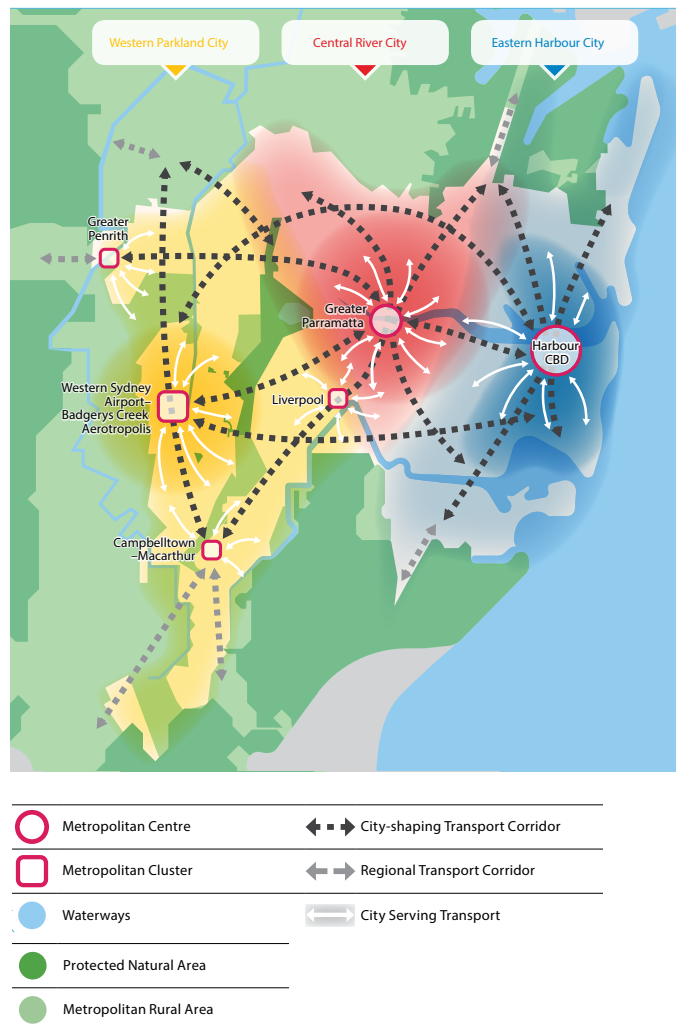 Western Parkland City
Central River City
Eastern Harbour City
Greater
Penrith
Greater
Parramatta
Harbour
CBD
Western Sydney
Airport–
Badgerys Creek
Aerotropolis
Liverpool
Campbelltown
–Macarthur
Metropolitan Centre
City-shaping Transport Corridor
Metropolitan Cluster
Regional Transport Corridor
Waterways
City Serving Transport
Protected Natural Area
Metropolitan Rural Area